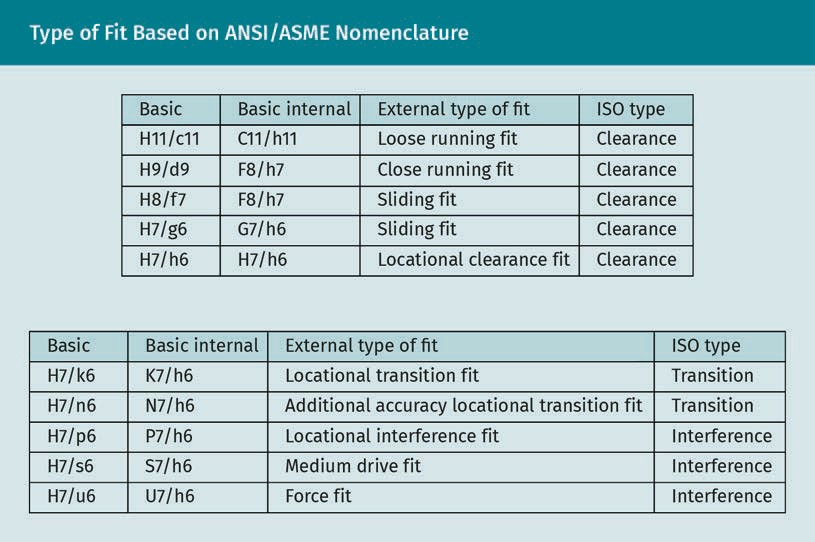 Type of Fit Based on ANSI/ASME Nomenclature
Basic Basic internal External type of fit ISO type
H11/c11 C11/h11 Loose running fit Clearance
H9/d9 F8/h7 Close running fit Clearance
H8/f7 F8/h7 Sliding fit Clearance
H7/g6 G7/h6 Sliding fit Clearance
H7/h6 H7/h6 Locational clearance fit Clearance
Basic Basic internal External type of fit ISO type
H7/k6 K7/h6 Locational transition fit Transition
H7/n6 N7/h6 Additional accuracy locational transition fit Transition
H7/p6 P7/h6 Locational interference fit Interference
H7/s6 S7/h6 Medium drive fit Interference
H7/u6 U7/h6 Force fit Interference